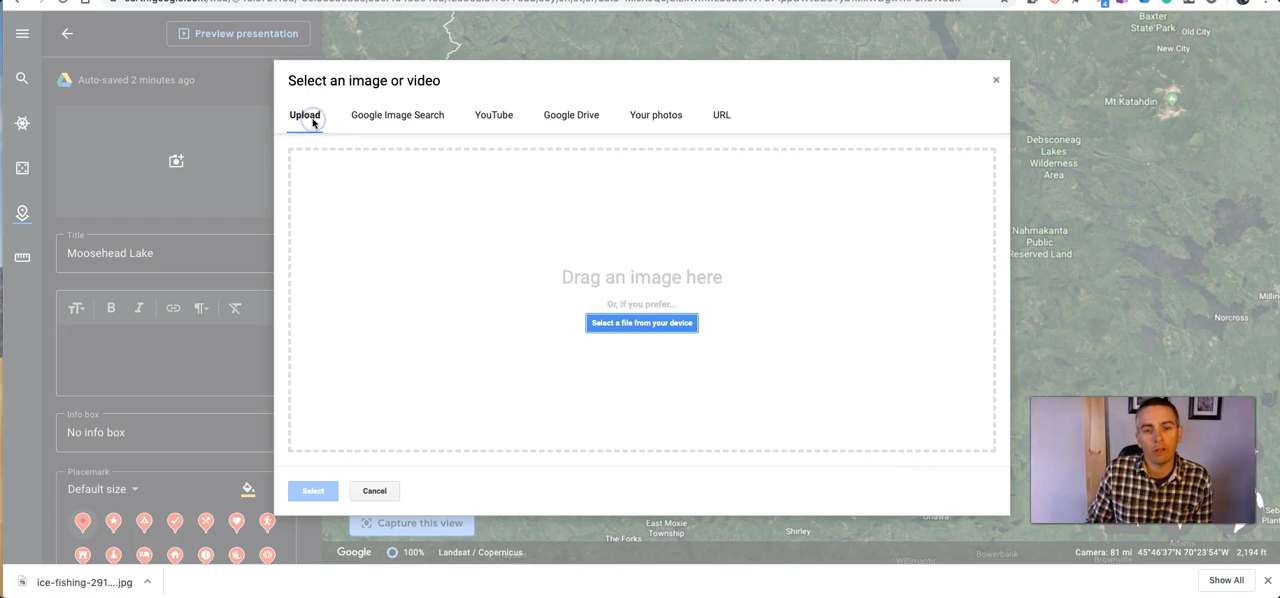 Preview presentation
Auto-saved 2 minutes ago
Title
Moosehead Lake
Info box
No info box
Placemark
Default size
Select an image or video
×
Upload
Google Image Search
YouTube
Google Drive
Your photos
URL
Drag an image here
Or, if you prefer...
Select a file from your device
Select
Cancel
Capture this view
Baxter
State Park
Old City
New City
Mt Katahdin
Debsconeag
Lakes
Wilderness
Area
Nahmakanta
Public
Reserved Land
Norcross
East Moxie
Township
The Forks
Shirley
Willimantic
Bowerbank
Brownville
Google
100%
Landsat / Copernicus
Camera: 81 mi 45°46'37"N 70°23'54"W 2,194 ft
ice-fishing-291....jpg
Show All